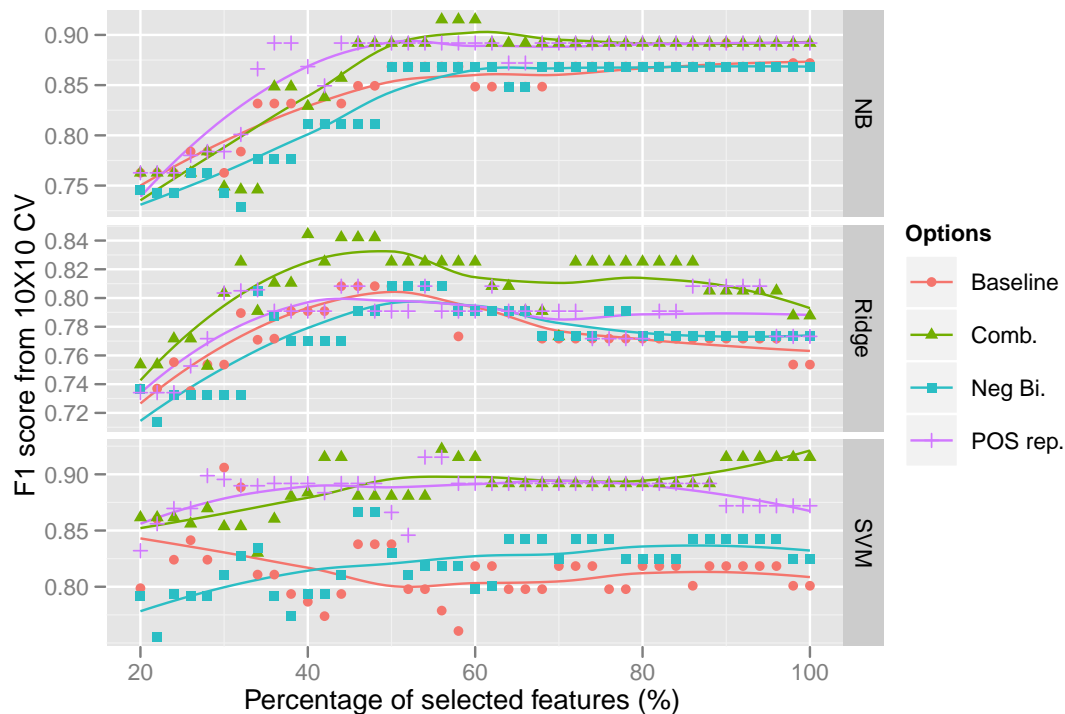 F1 score from 10X10 CV
0.90
0.85
0.80
0.75
NB
0.84
0.82
0.80
0.78
0.76
0.74
0.72
Ridge
0.90
0.85
0.80
SVM
20
40
60
80
100
Percentage of selected features (%)
Options
Baseline
Comb.
Neg Bi.
POS rep.